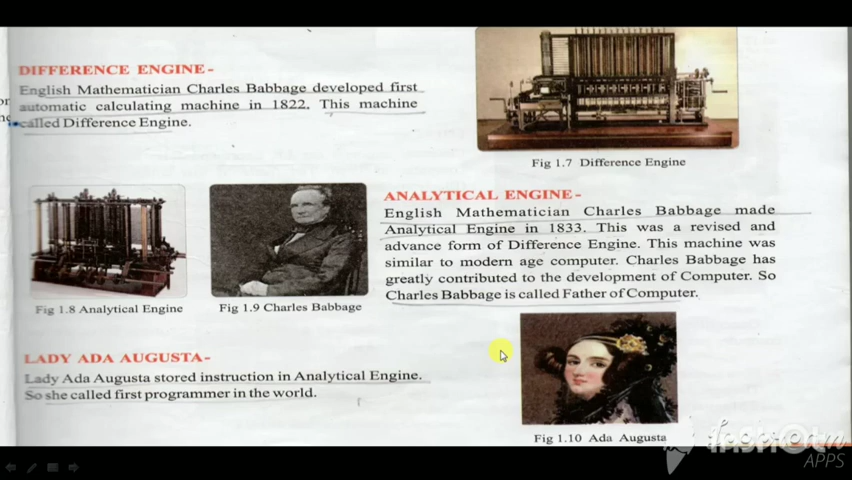 DIFFERENCE ENGINE-
English Mathematician Charles Babbage developed first
automatic calculating machine in 1822. This machine
called Difference Engine.
Fig 1.7 Difference Engine
ANALYTICAL ENGINE-
English Mathematician Charles Babbage made
Analytical Engine in 1833. This was a revised and
advance form of Difference Engine. This machine was
similar to modern age computer. Charles Babbage has
greatly contributed to the development of Computer. So
Charles Babbage is called Father of Computer.
Fig 1.8 Analytical Engine
Fig 1.9 Charles Babbage
LADY ADA AUGUSTA-
Lady Ada Augusta stored instruction in Analytical Engine.
So she called first programmer in the world.
Fig 1.10 Ada Augusta
APPS